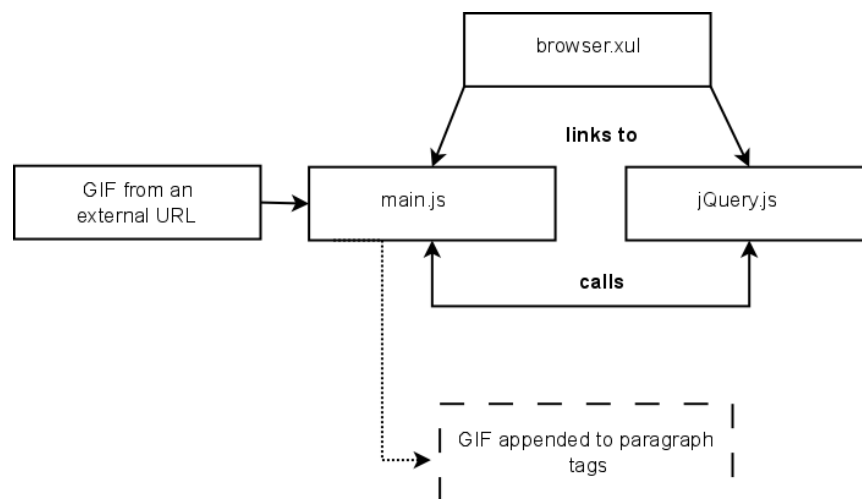 browser.xul
links to
GIF from an
external URL
main.js
jQuery.js
calls
GIF appended to paragraph
tags